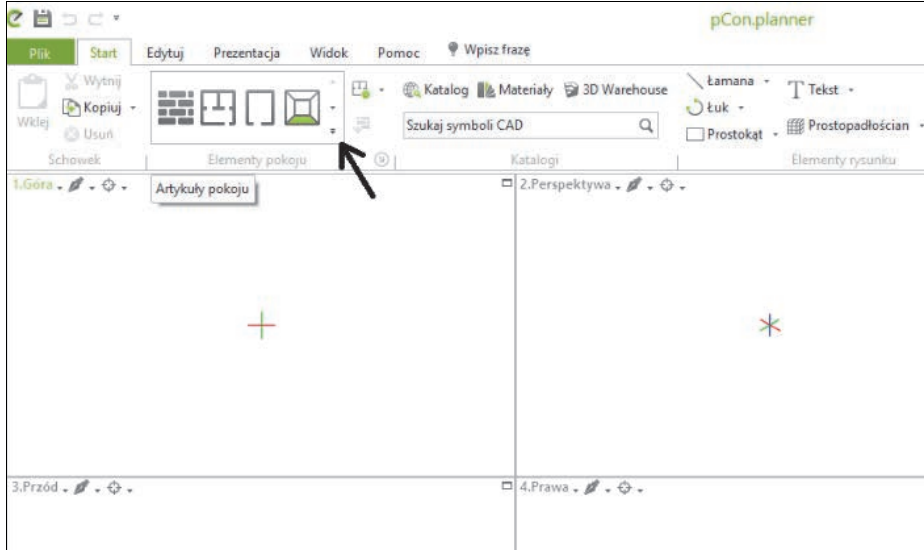 pCon.planner
Plik Start Edytuj Prezentacja Widok Pomoc Wpisz frazę
Wklej
Wytnij
Kopiuj
Usuń
Katalog Materiały 3D Warehouse
Szukaj symboli CAD
Łamana
Łuk
Prostokąt
Tekst
Prostopadłościan
Schowek Elementy pokoju Katalogi Elementy rysunku
Artykuły pokoju
1.Góra
2.Perspektywa
3.Przód
4.Prawa